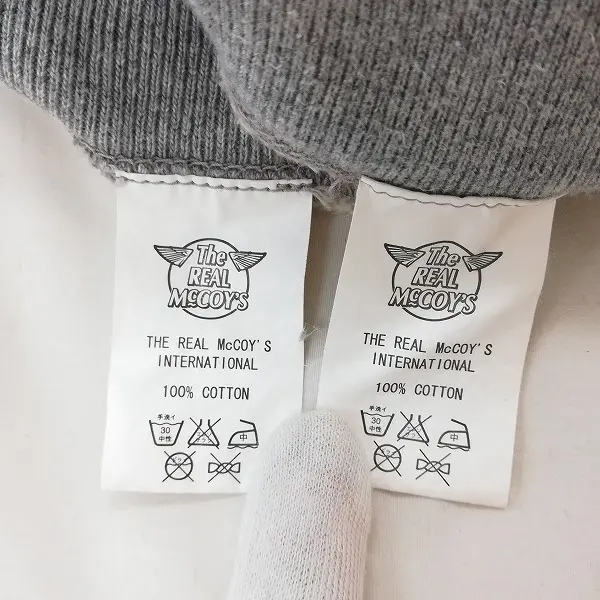 The
REAL
McCOY'S
THE REAL McCOY'S
INTERNATIONAL
100% COTTON
手洗イ
30
中性
中
The
REAL
McCOY'S
THE REAL McCOY'S
INTERNATIONAL
100% COTTON
手洗イ
30
中性
中